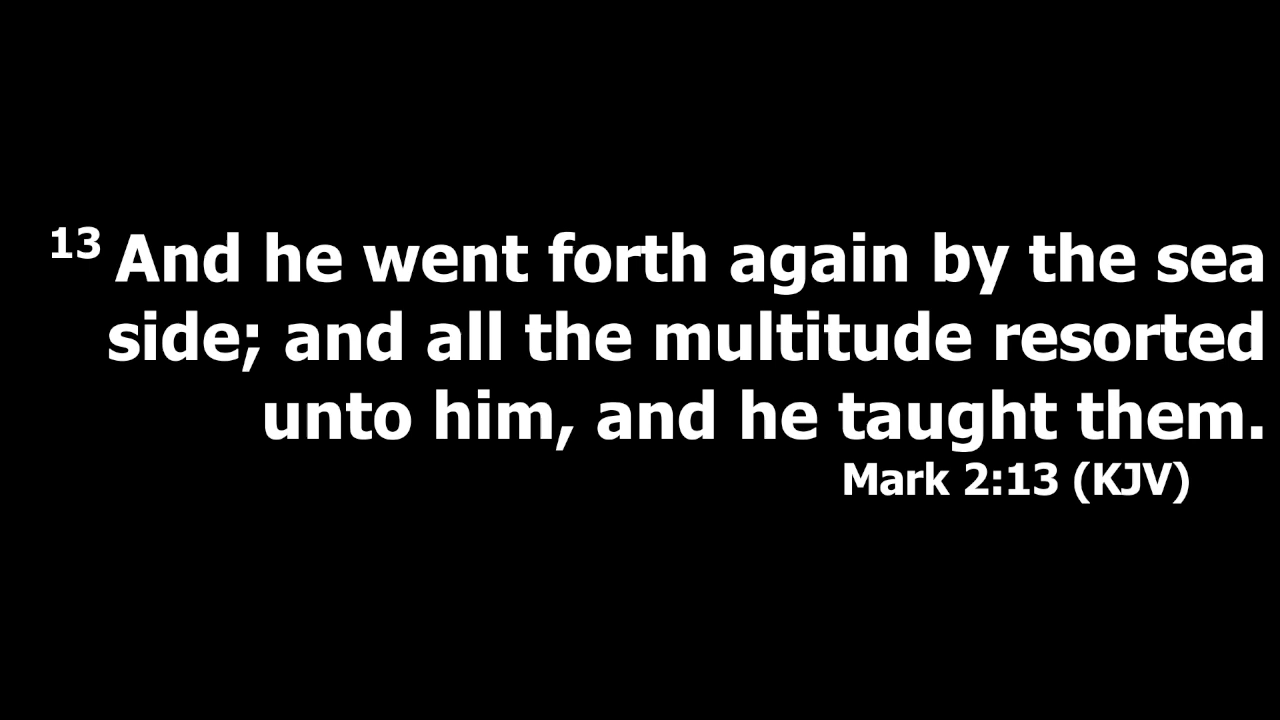 13 And he went forth again by the sea
side; and all the multitude resorted
unto him, and he taught them.
Mark 2:13 (KJV)